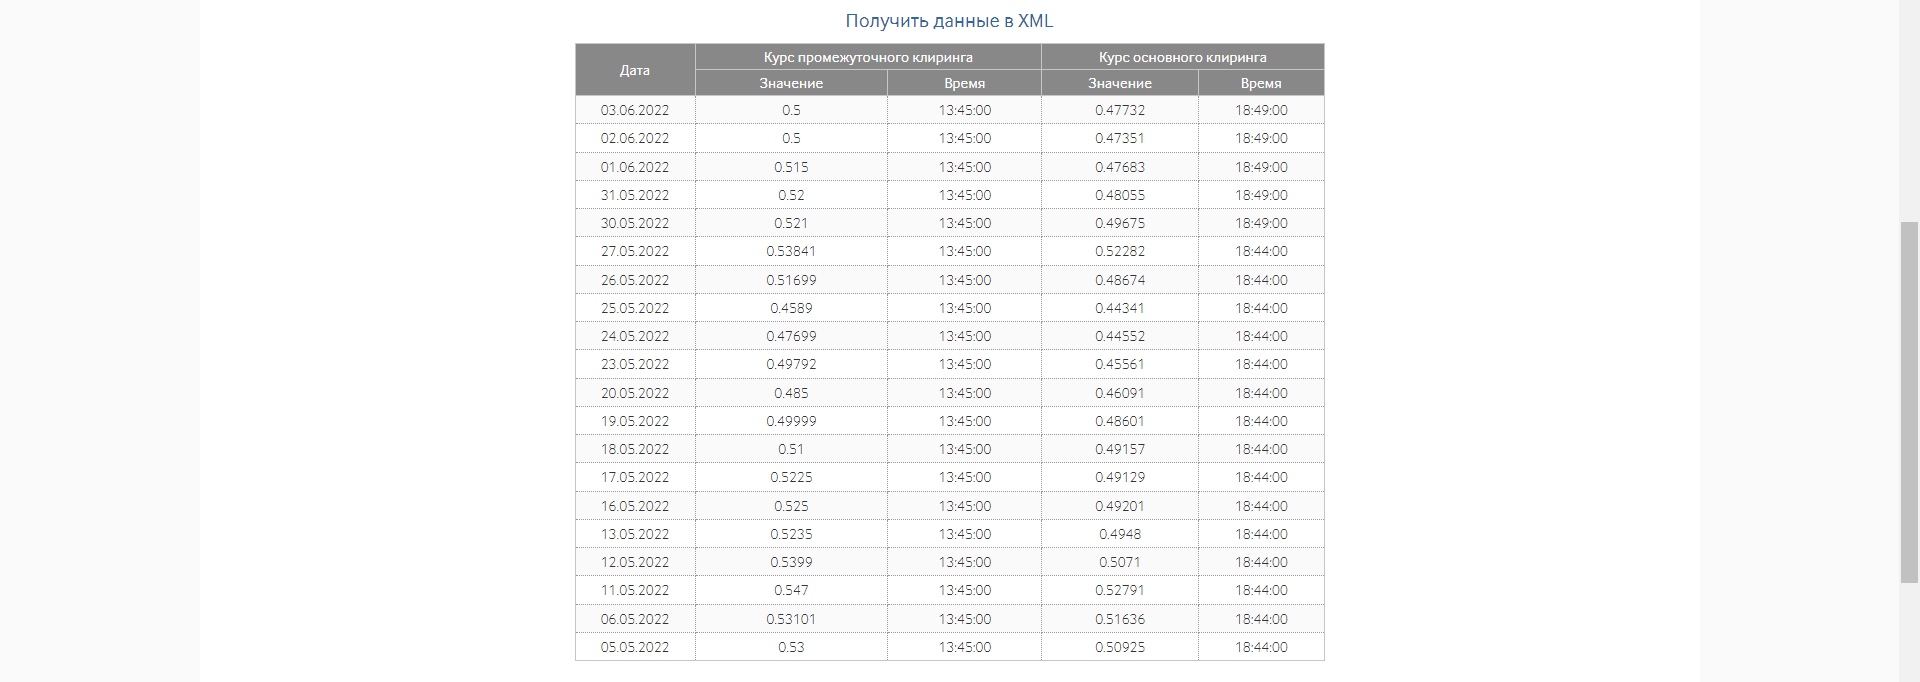 Получить данные в XML
Дата Курс промежуточного клиринга Курс основного клиринга
Значение Время Значение Время
03.06.2022 0.5 13:45:00 0.47732 18:49:00
02.06.2022 0.5 13:45:00 0.47351 18:49:00
01.06.2022 0.515 13:45:00 0.47683 18:49:00
31.05.2022 0.52 13:45:00 0.48055 18:49:00
30.05.2022 0.521 13:45:00 0.49675 18:49:00
27.05.2022 0.53841 13:45:00 0.52282 18:44:00
26.05.2022 0.51699 13:45:00 0.48674 18:44:00
25.05.2022 0.4589 13:45:00 0.44341 18:44:00
24.05.2022 0.47699 13:45:00 0.44552 18:44:00
23.05.2022 0.49792 13:45:00 0.45561 18:44:00
20.05.2022 0.485 13:45:00 0.46091 18:44:00
19.05.2022 0.49999 13:45:00 0.48601 18:44:00
18.05.2022 0.51 13:45:00 0.49157 18:44:00
17.05.2022 0.5225 13:45:00 0.49129 18:44:00
16.05.2022 0.525 13:45:00 0.49201 18:44:00
13.05.2022 0.5235 13:45:00 0.4948 18:44:00
12.05.2022 0.5399 13:45:00 0.5071 18:44:00
11.05.2022 0.547 13:45:00 0.52791 18:44:00
06.05.2022 0.53101 13:45:00 0.51636 18:44:00
05.05.2022 0.53 13:45:00 0.50925 18:44:00